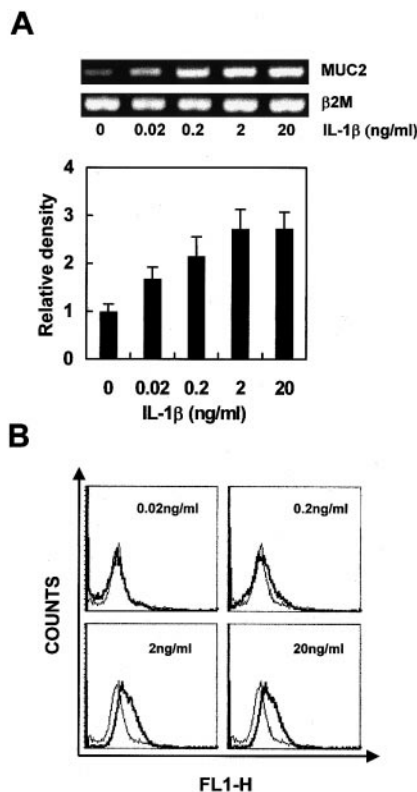 A
MUC2
β2M
0 0.02 0.2 2 20 IL-1β (ng/ml)
4
3
2
1
0
Relative density
0 0.02 0.2 2 20
IL-1β (ng/ml)
B
0.02ng/ml 0.2ng/ml
2ng/ml 20ng/ml
COUNTS
FL1-H